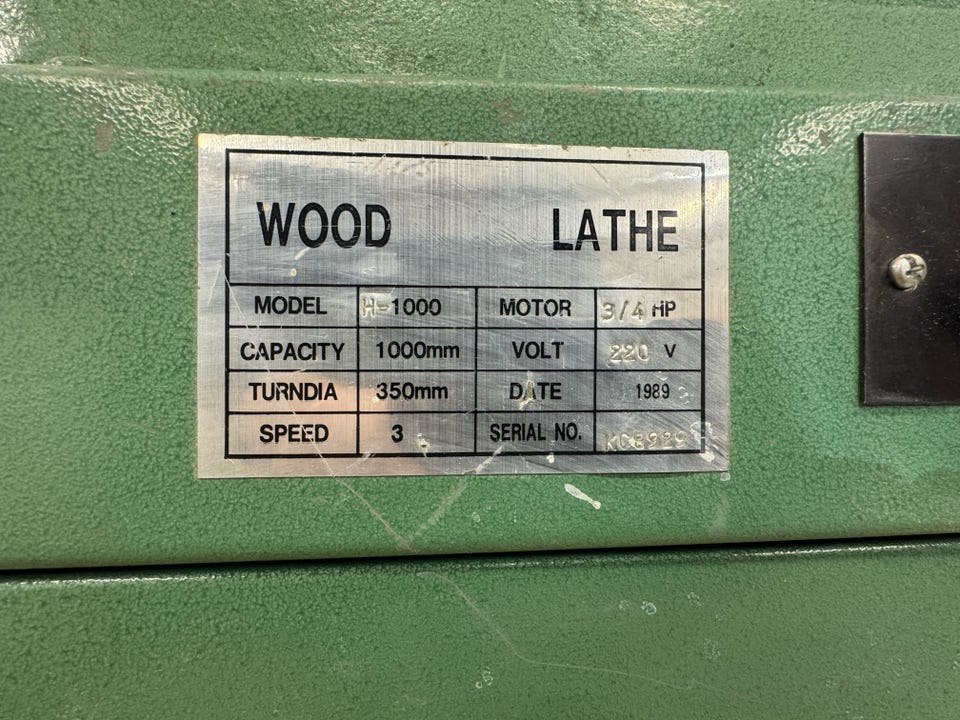 WOOD LATHE
MODEL H-1000 MOTOR 3/4 HP
CAPACITY 1000mm VOLT 220 V
TURNDIA 350mm DATE 1989
SPEED 3 SERIAL NO.